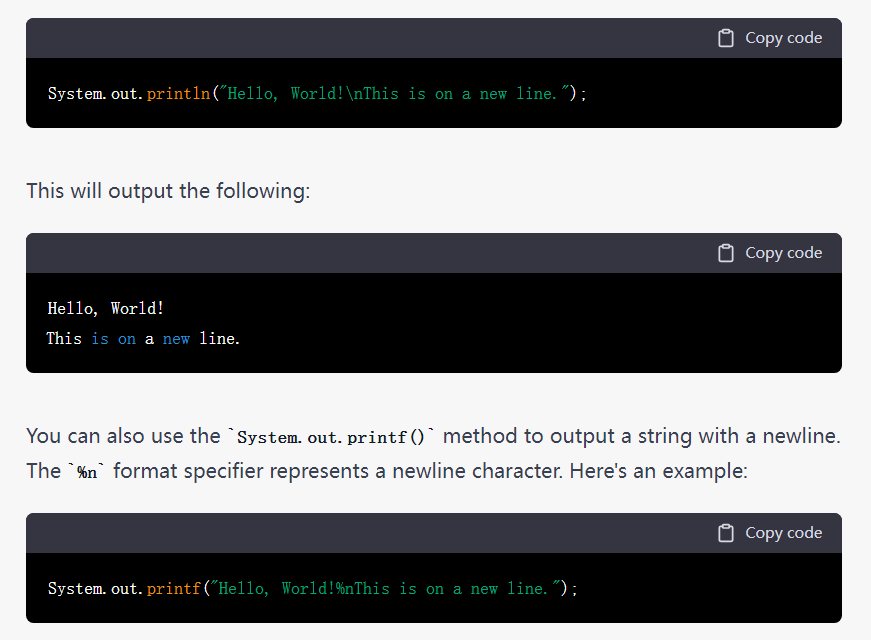 Copy code
System.out.println("Hello, World!\nThis is on a new line.");
This will output the following:
Copy code
Hello, World!
This is on a new line.
You can also use the `System.out.printf()` method to output a string with a newline.
The `%n` format specifier represents a newline character. Here's an example:
Copy code
System.out.printf("Hello, World!%nThis is on a new line.");